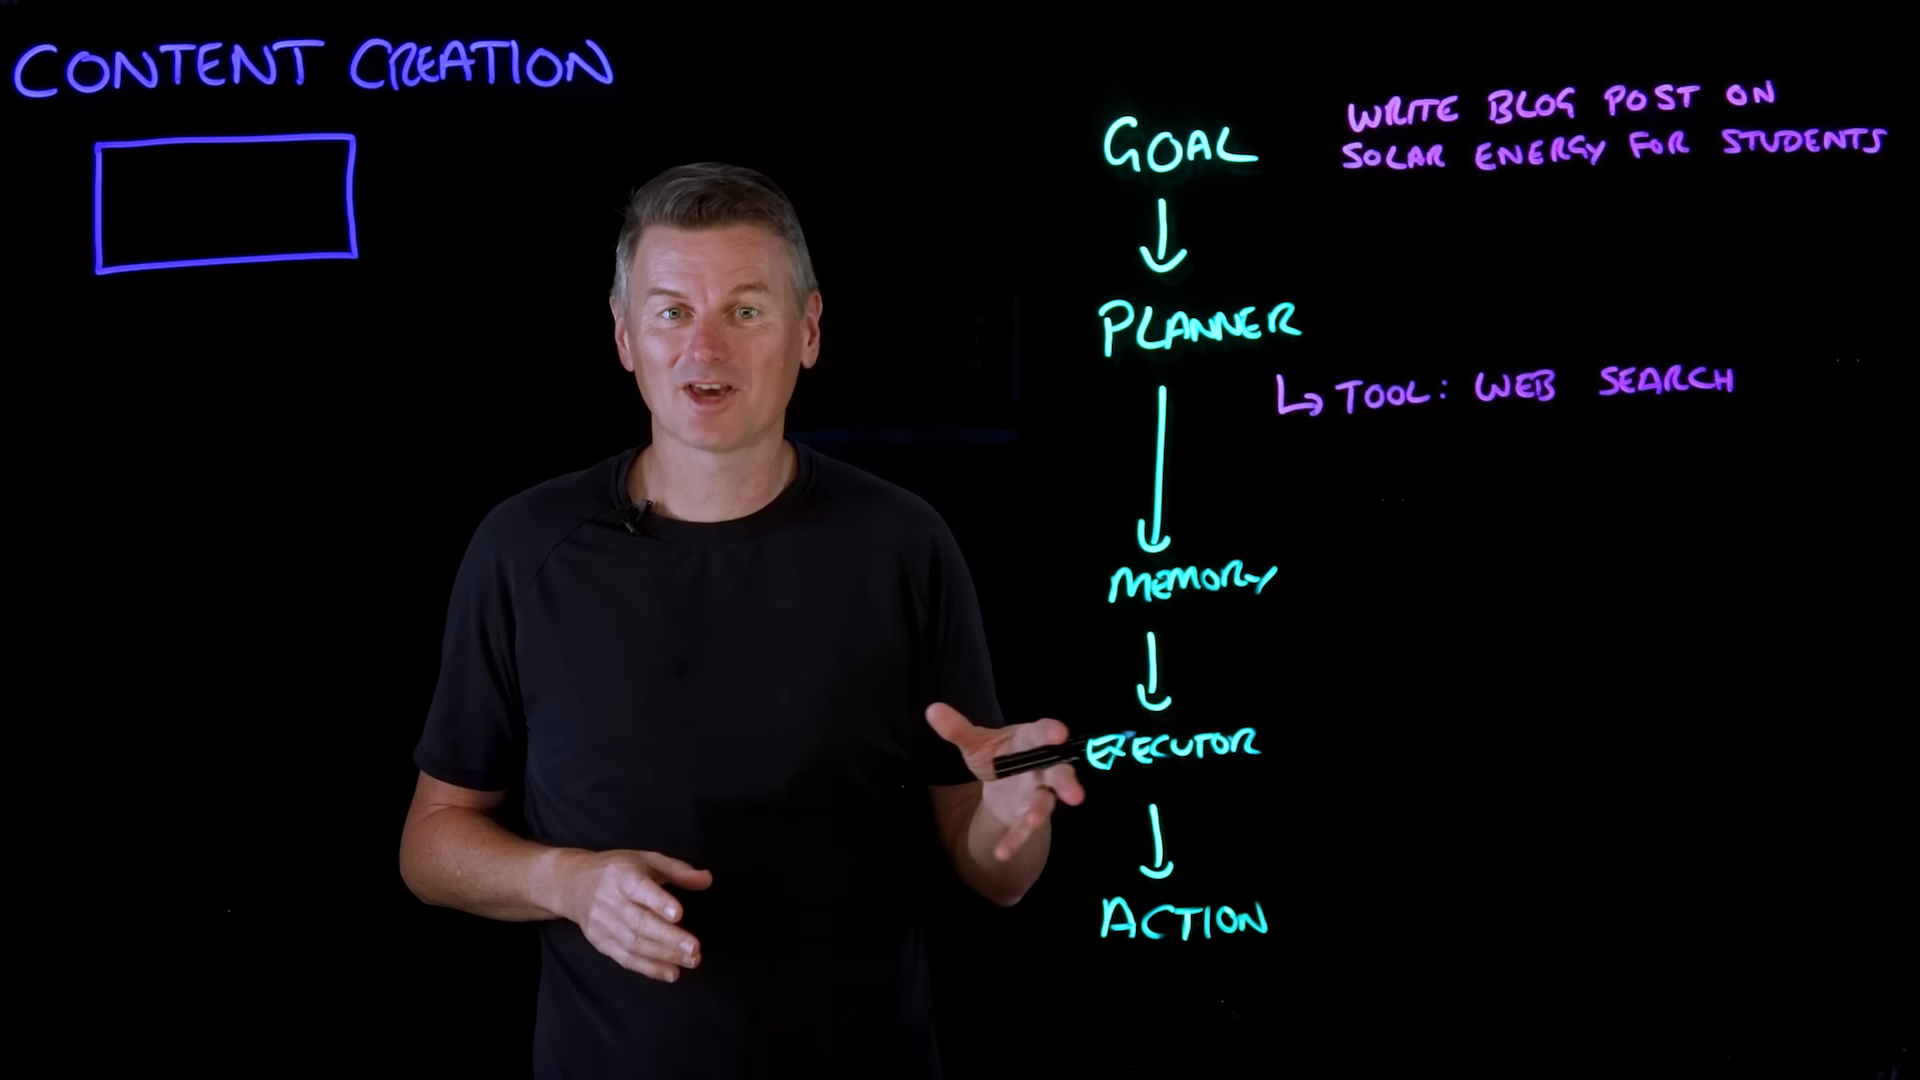 CONTENT CREATION
GOAL
WRITE BLOG POST ON
SOLAR ENERGY FOR STUDENTS
PLANNER
↳ TOOL: WEB SEARCH
MEMORY
EXECUTOR
ACTION